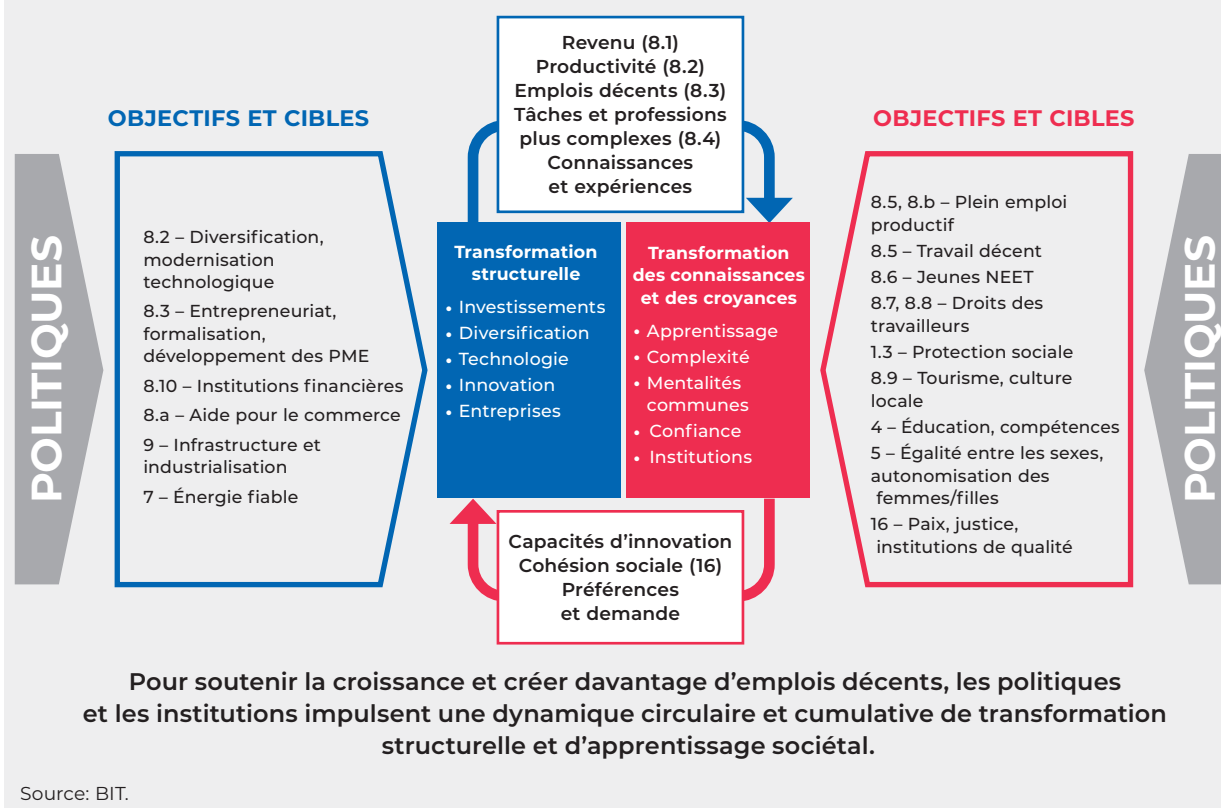 Revenu (8.1)
Productivité (8.2)
Emplois décents (8.3)
Tâches et professions
plus complexes (8.4)
Connaissances
et expériences
OBJECTIFS ET CIBLES
POLITIQUES
8.2 – Diversification,
modernisation
technologique
8.3 – Entrepreneuriat,
formalisation,
développement des PME
8.10 – Institutions financières
8.a – Aide pour le commerce
9 – Infrastructure et
industrialisation
7 – Énergie fiable
Transformation
structurelle
• Investissements
• Diversification
• Technologie
• Innovation
• Entreprises
Transformation
des connaissances
et des croyances
• Apprentissage
• Complexité
• Mentalités
communes
• Confiance
• Institutions
OBJECTIFS ET CIBLES
8.5, 8.b – Plein emploi
productif
8.5 – Travail décent
8.6 – Jeunes NEET
8.7, 8.8 – Droits des
travailleurs
1.3 – Protection sociale
8.9 – Tourisme, culture
locale
4 – Éducation, compétences
5 – Égalité entre les sexes,
autonomisation des
femmes/filles
16 – Paix, justice,
institutions de qualité
POLITIQUES
Capacités d’innovation
Cohésion sociale (16)
Préférences
et demande
Pour soutenir la croissance et créer davantage d’emplois décents, les politiques
et les institutions impulsent une dynamique circulaire et cumulative de transformation
structurelle et d’apprentissage sociétal.
Source: BIT.